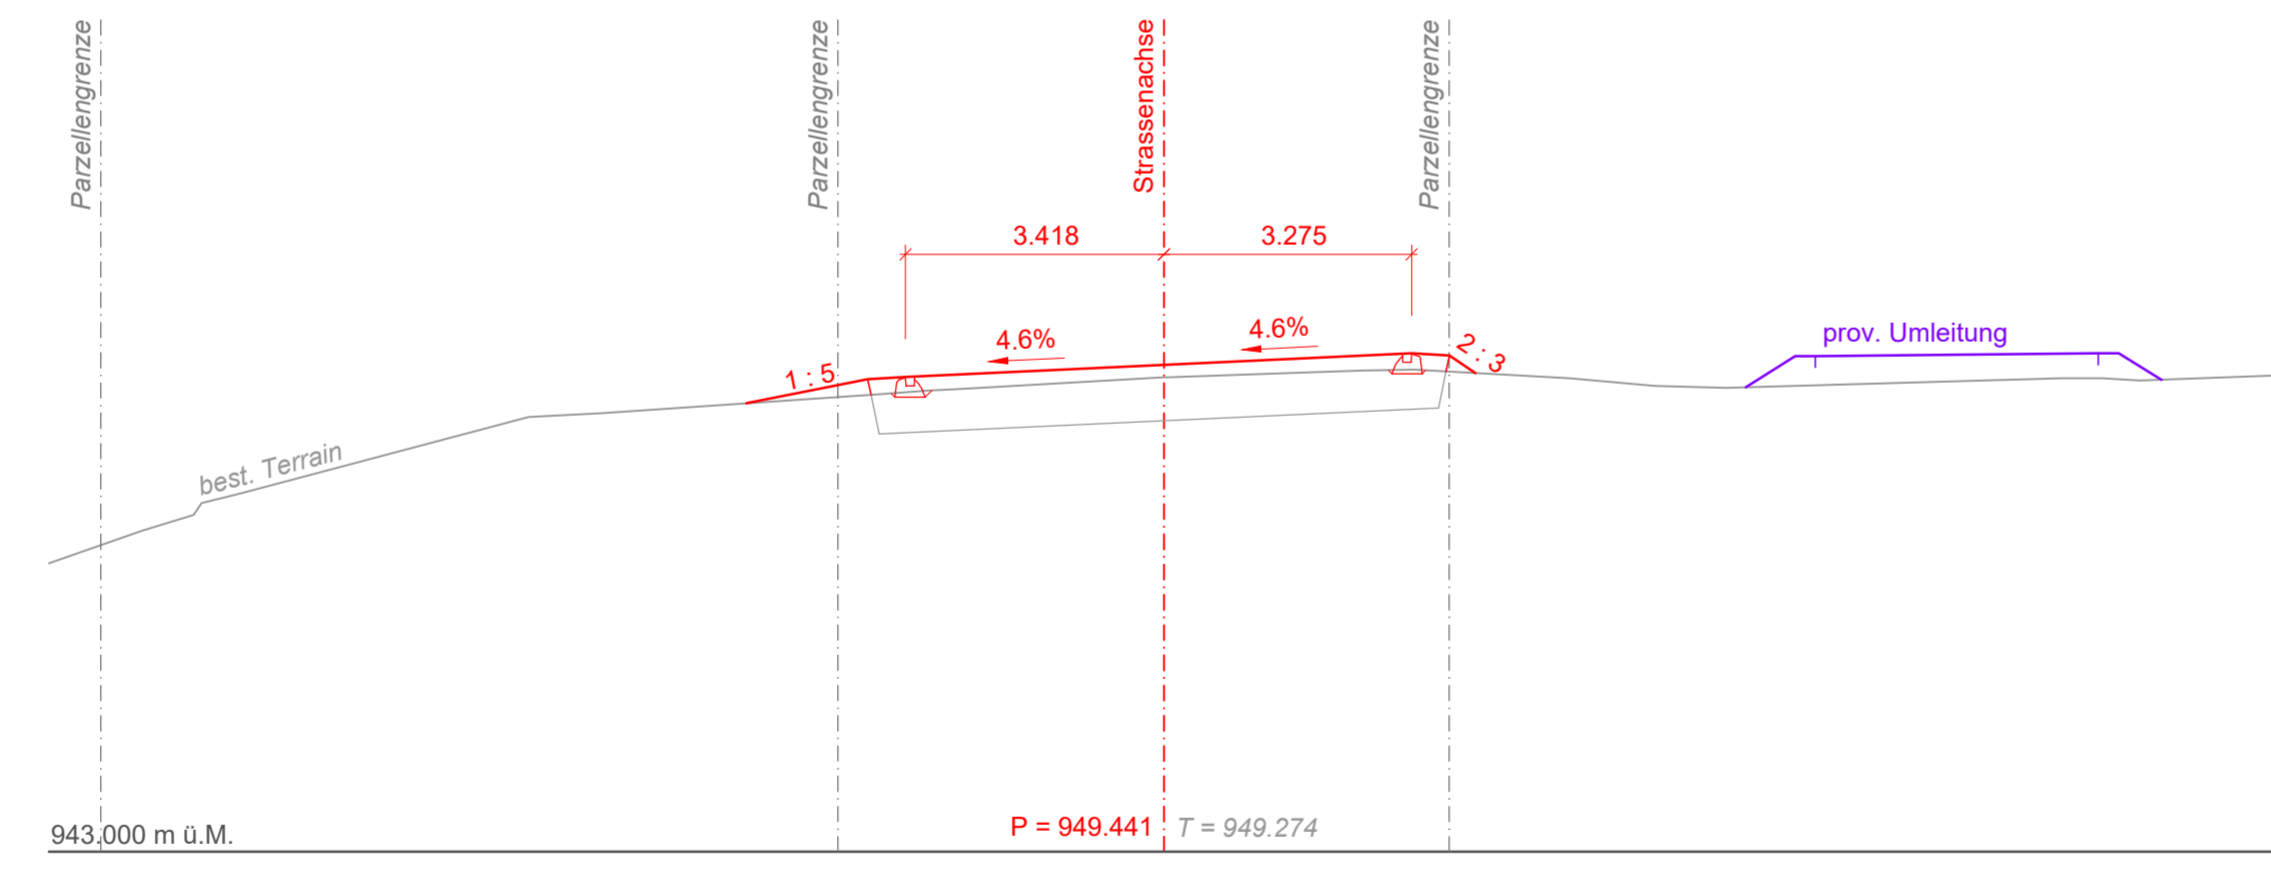 Parzellengrenze
Parzellengrenze
Strassenachse
Parzellengrenze
3.418
3.275
4.6%
4.6%
1 : 5
2 : 3
prov. Umleitung
best. Terrain
943.000 m ü.M.
P = 949.441
T = 949.274